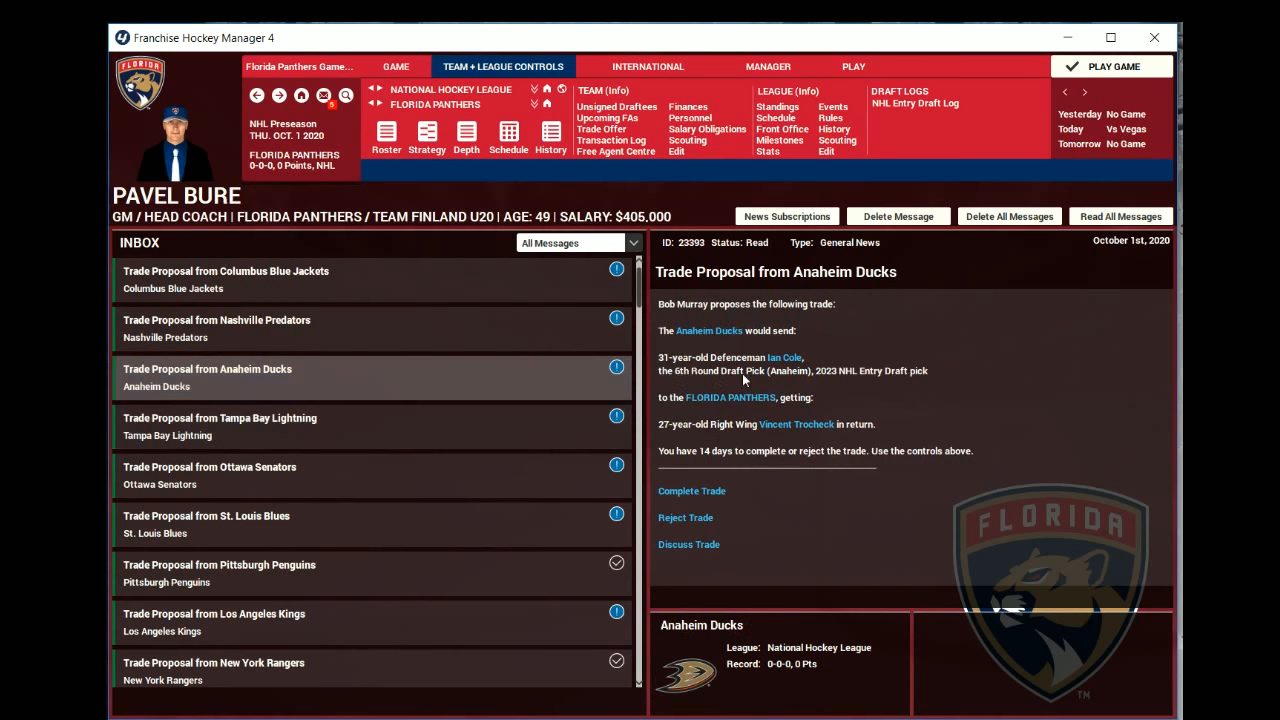 Franchise Hockey Manager 4
FLORIDA
Florida Panthers Game...
GAME
TEAM + LEAGUE CONTROLS
INTERNATIONAL
MANAGER
PLAY
PLAY GAME
5
NHL Preseason
THU. OCT. 1 2020
FLORIDA PANTHERS
0-0-0, 0 Points, NHL
NATIONAL HOCKEY LEAGUE
FLORIDA PANTHERS
Roster
Strategy
Depth
Schedule
History
TEAM (Info)
Unsigned Draftees
Finances
Upcoming FAs
Personnel
Trade Offer
Salary Obligations
Transaction Log
Scouting
Free Agent Centre
Edit
LEAGUE (Info)
Standings
Events
Schedule
Rules
Front Office
History
Milestones
Scouting
Stats
Edit
DRAFT LOGS
NHL Entry Draft Log
Yesterday No Game
Today Vs Vegas
Tomorrow No Game
PAVEL BURE
GM / HEAD COACH | FLORIDA PANTHERS / TEAM FINLAND U20 | AGE: 49 | SALARY: $405,000
News Subscriptions
Delete Message
Delete All Messages
Read All Messages
INBOX
All Messages
Trade Proposal from Columbus Blue Jackets
Columbus Blue Jackets
Trade Proposal from Nashville Predators
Nashville Predators
Trade Proposal from Anaheim Ducks
Anaheim Ducks
Trade Proposal from Tampa Bay Lightning
Tampa Bay Lightning
Trade Proposal from Ottawa Senators
Ottawa Senators
Trade Proposal from St. Louis Blues
St. Louis Blues
Trade Proposal from Pittsburgh Penguins
Pittsburgh Penguins
Trade Proposal from Los Angeles Kings
Los Angeles Kings
Trade Proposal from New York Rangers
New York Rangers
ID: 23393 Status: Read Type: General News
October 1st, 2020
Trade Proposal from Anaheim Ducks
Bob Murray proposes the following trade:
The Anaheim Ducks would send:
31-year-old Defenceman Ian Cole,
the 6th Round Draft Pick (Anaheim), 2023 NHL Entry Draft pick
to the FLORIDA PANTHERS, getting:
27-year-old Right Wing Vincent Trocheck in return.
You have 14 days to complete or reject the trade. Use the controls above.
Complete Trade
Reject Trade
Discuss Trade
FLORIDA
TM
Anaheim Ducks
League: National Hockey League
Record: 0-0-0, 0 Pts